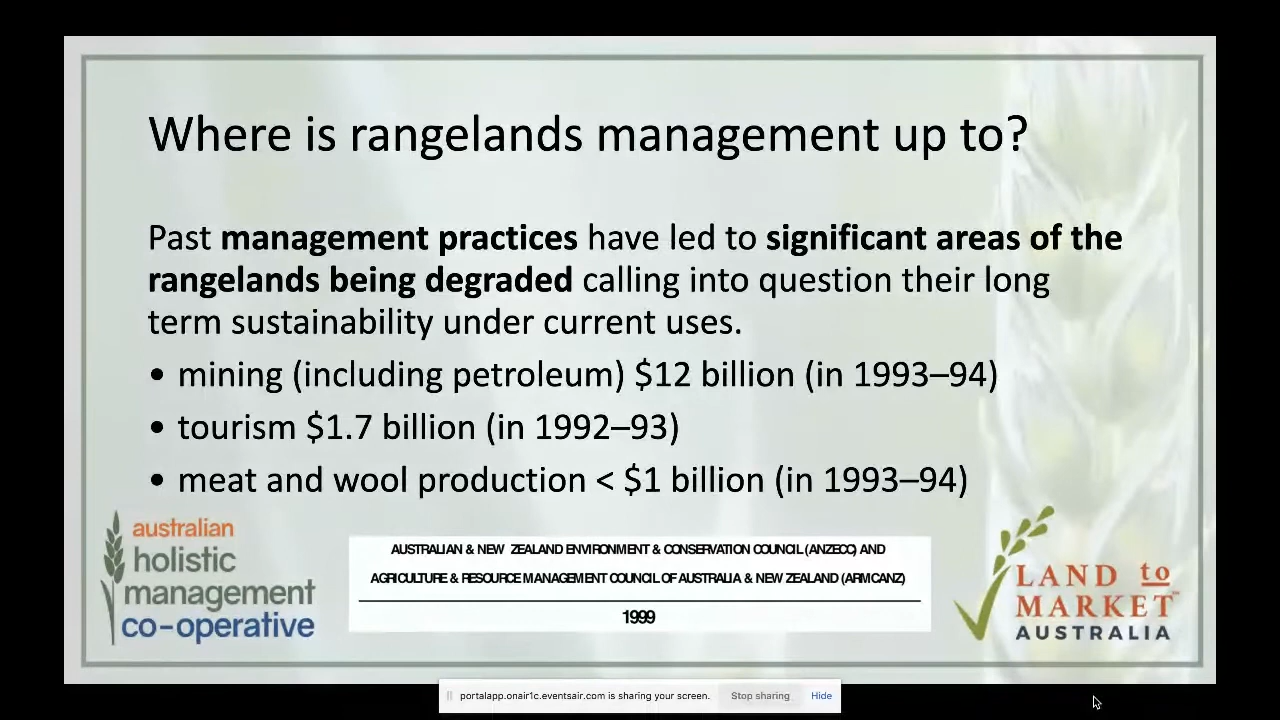 Where is rangelands management up to?
Past management practices have led to significant areas of the
rangelands being degraded calling into question their long
term sustainability under current uses.
• mining (including petroleum) $12 billion (in 1993–94)
• tourism $1.7 billion (in 1992–93)
• meat and wool production < $1 billion (in 1993–94)
australian
holistic
management
co-operative
AUSTRALIAN & NEW ZEALAND ENVIRONMENT & CONSERVATION COUNCIL (ANZECC) AND
AGRICULTURE & RESOURCE MANAGEMENT COUNCIL OF AUSTRALIA & NEW ZEALAND (ARMCANZ)
1999
LAND to
MARKET™
AUSTRALIA
portalapp.onair1c.eventsair.com is sharing your screen.
Stop sharing
Hide